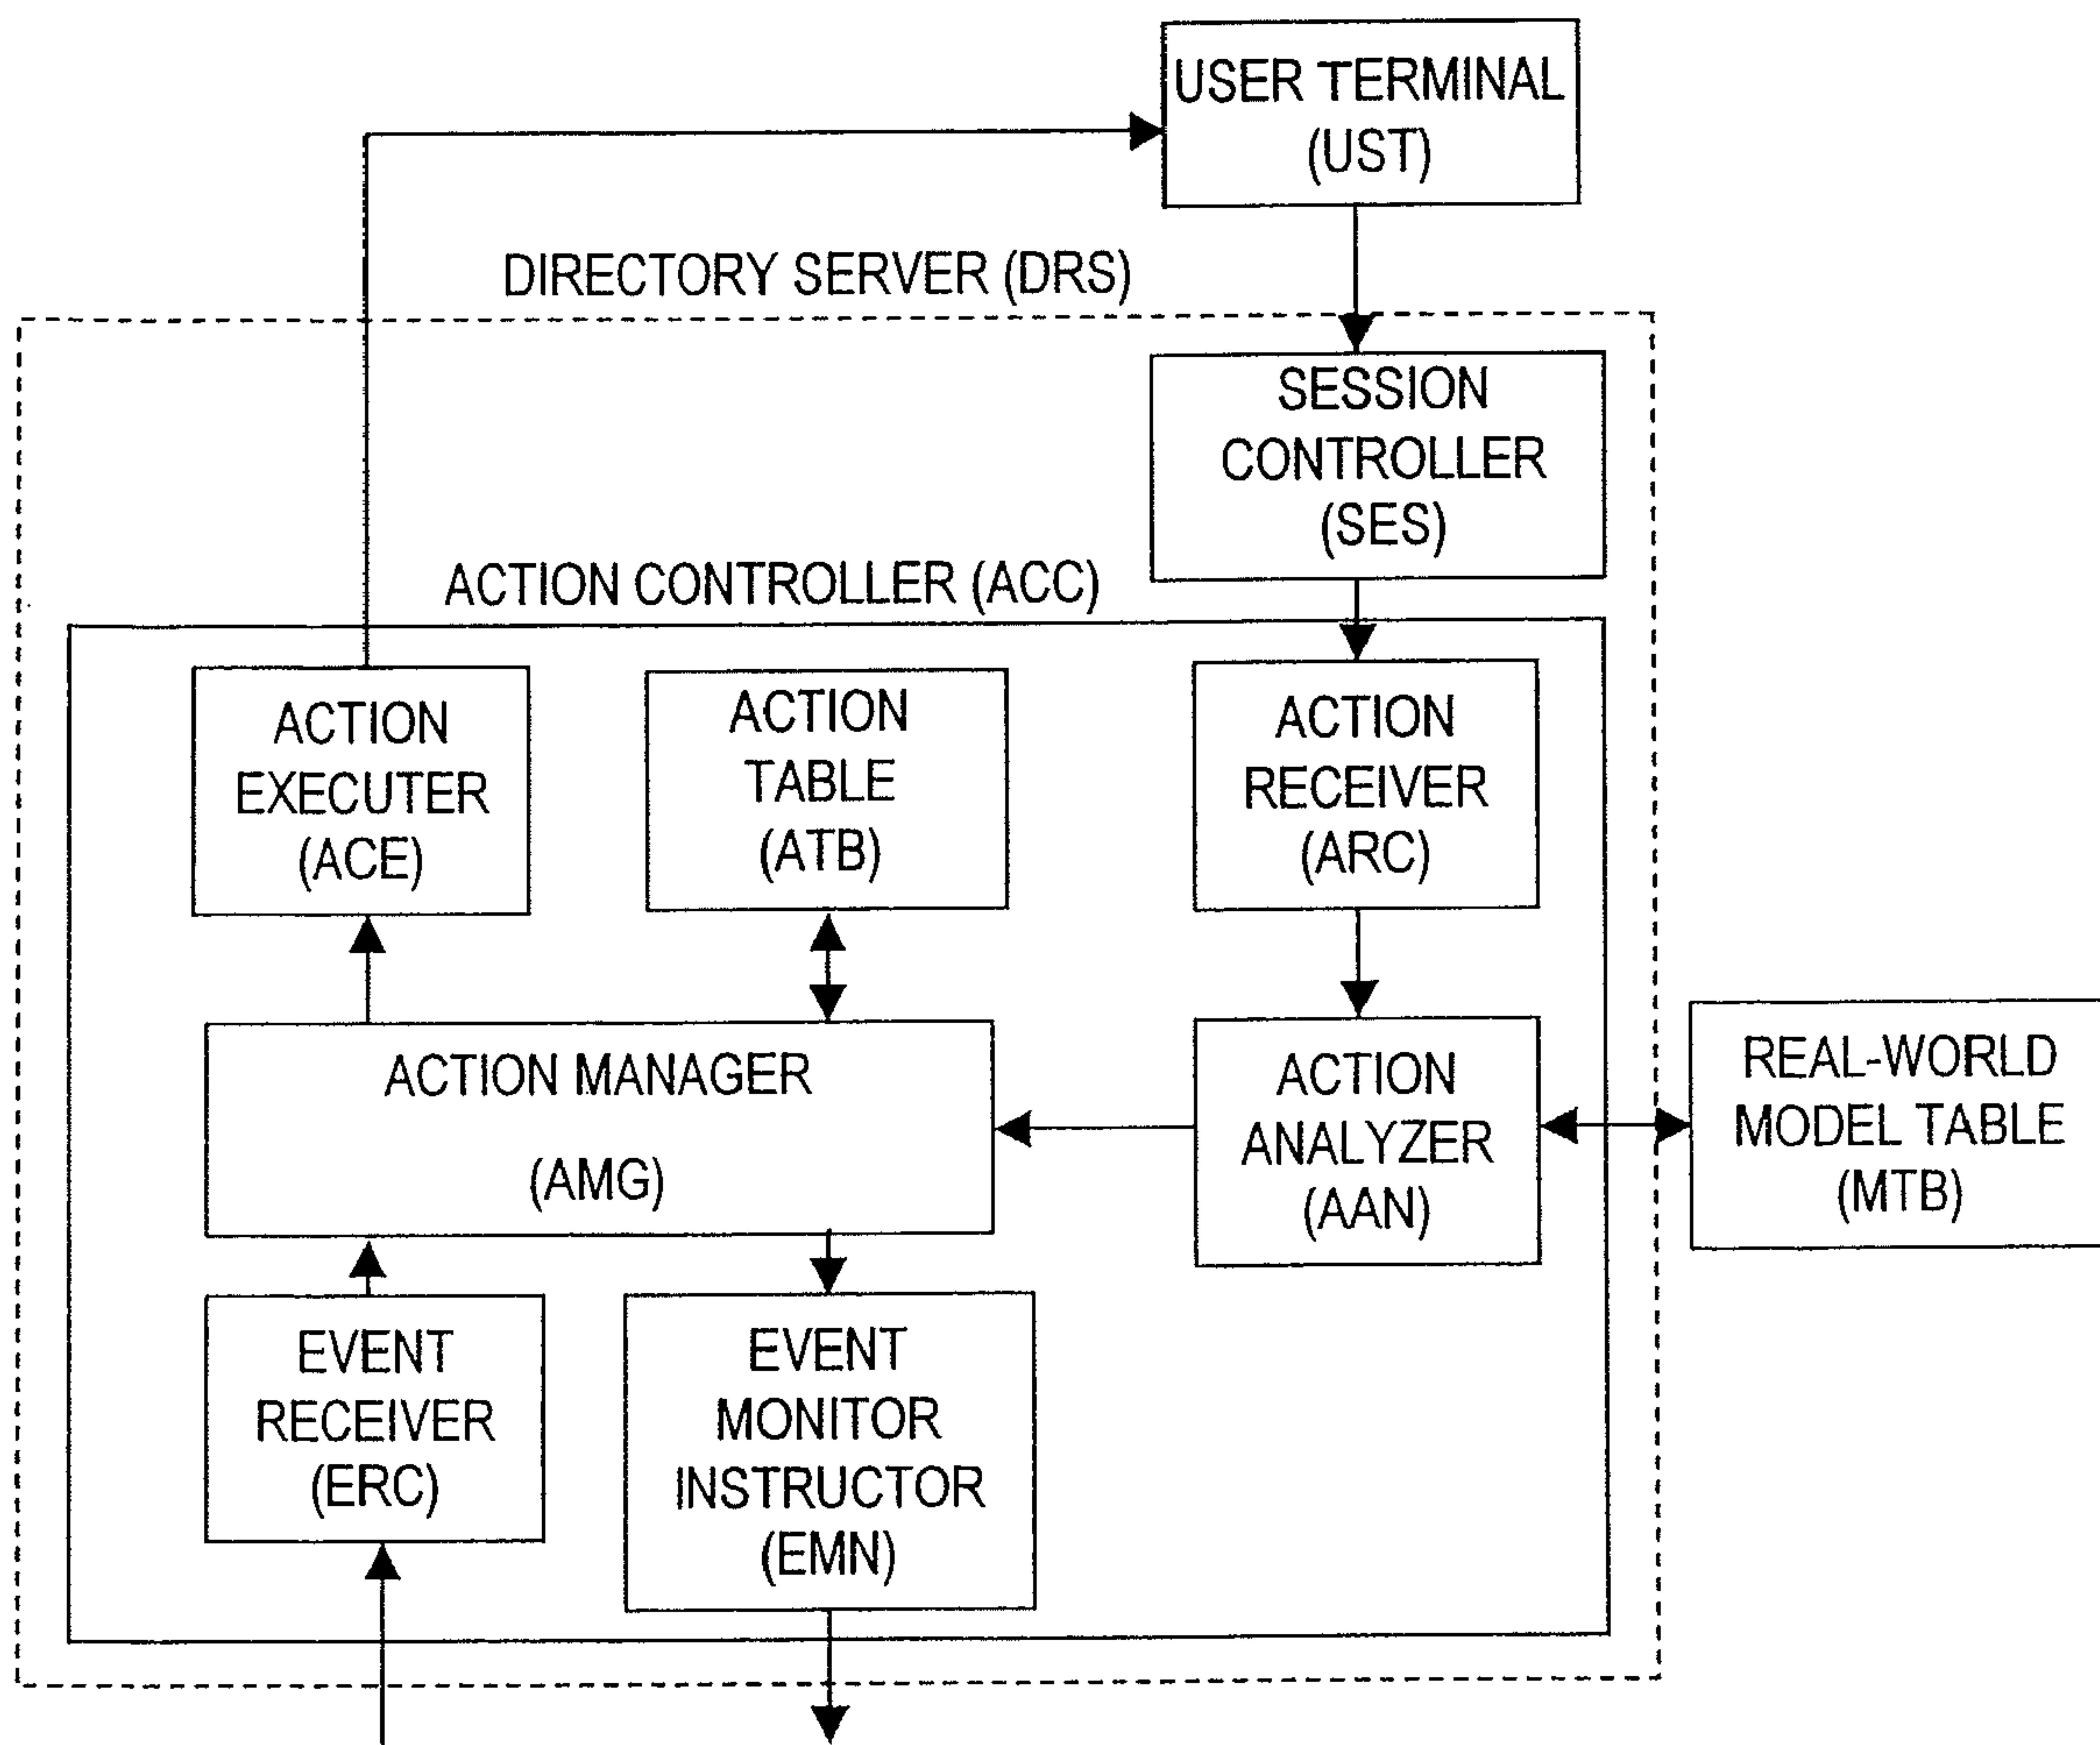 USER TERMINAL
(UST)
DIRECTORY SERVER (DRS)
SESSION
CONTROLLER
(SES)
ACTION CONTROLLER (ACC)
ACTION
EXECUTER
(ACE)
ACTION
TABLE
(ATB)
ACTION
RECEIVER
(ARC)
ACTION MANAGER
(AMG)
ACTION
ANALYZER
(AAN)
REAL-WORLD
MODEL TABLE
(MTB)
EVENT
RECEIVER
(ERC)
EVENT
MONITOR
INSTRUCTOR
(EMN)